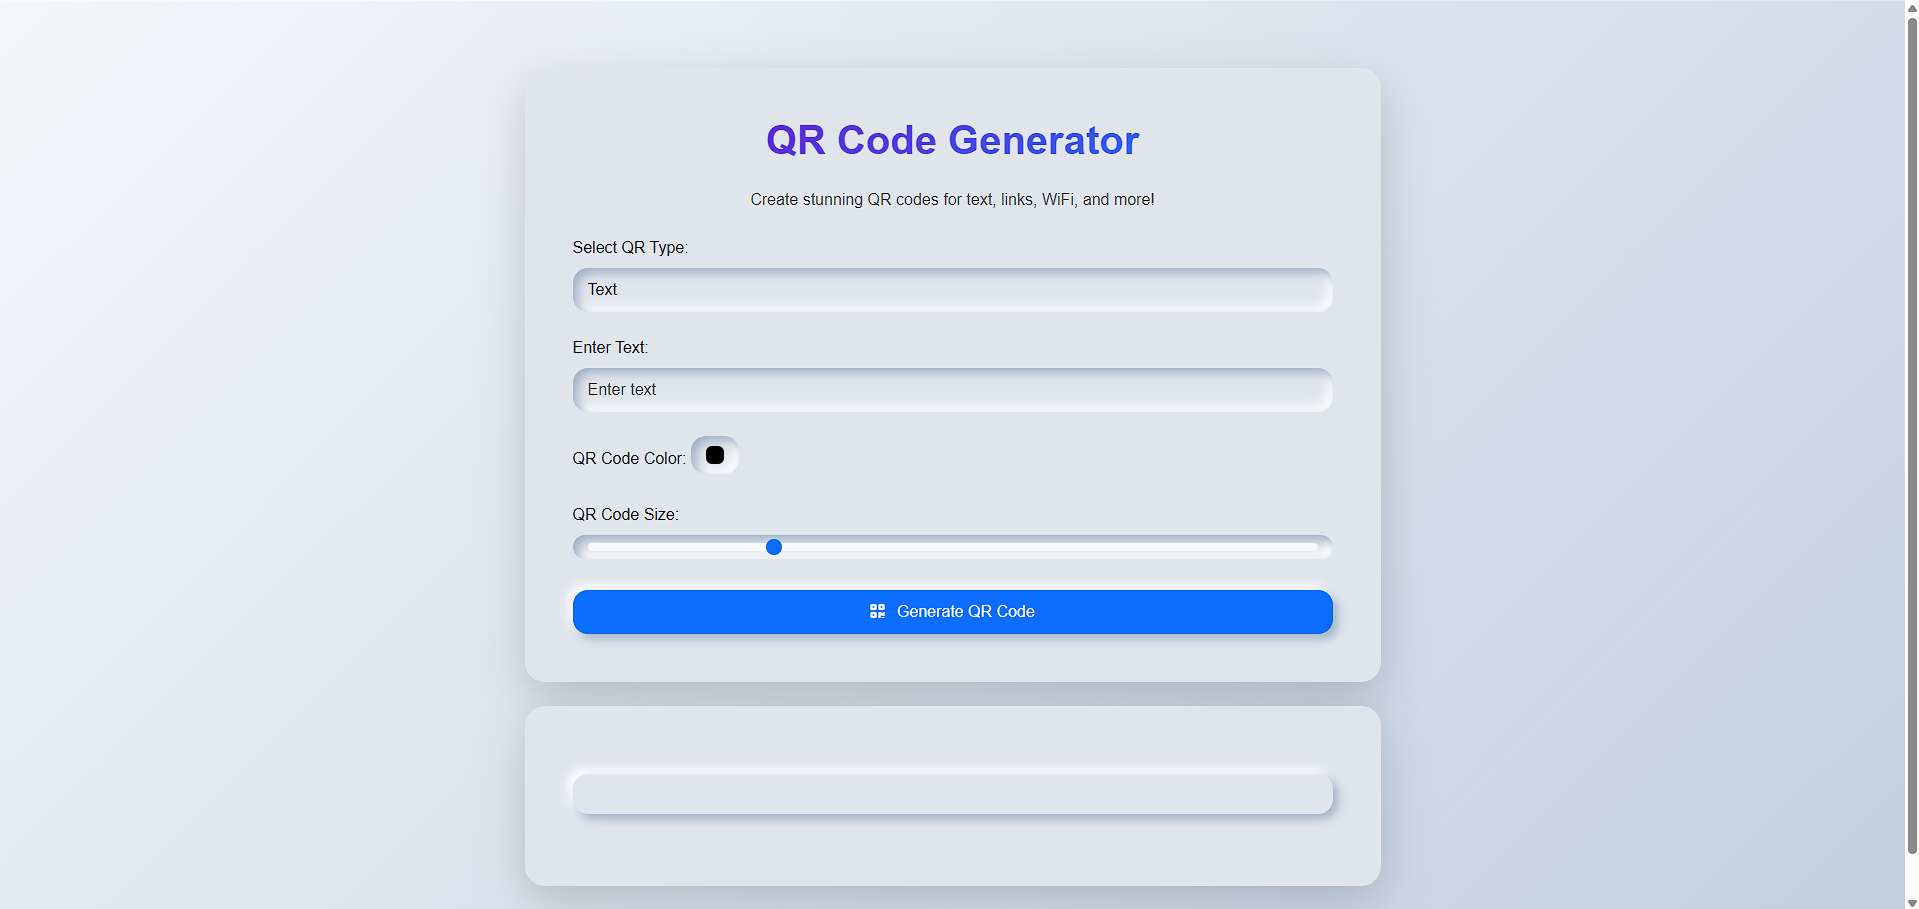 QR Code Generator
Create stunning QR codes for text, links, WiFi, and more!
Select QR Type:
Text
Enter Text:
Enter text
QR Code Color:
QR Code Size:
Generate QR Code